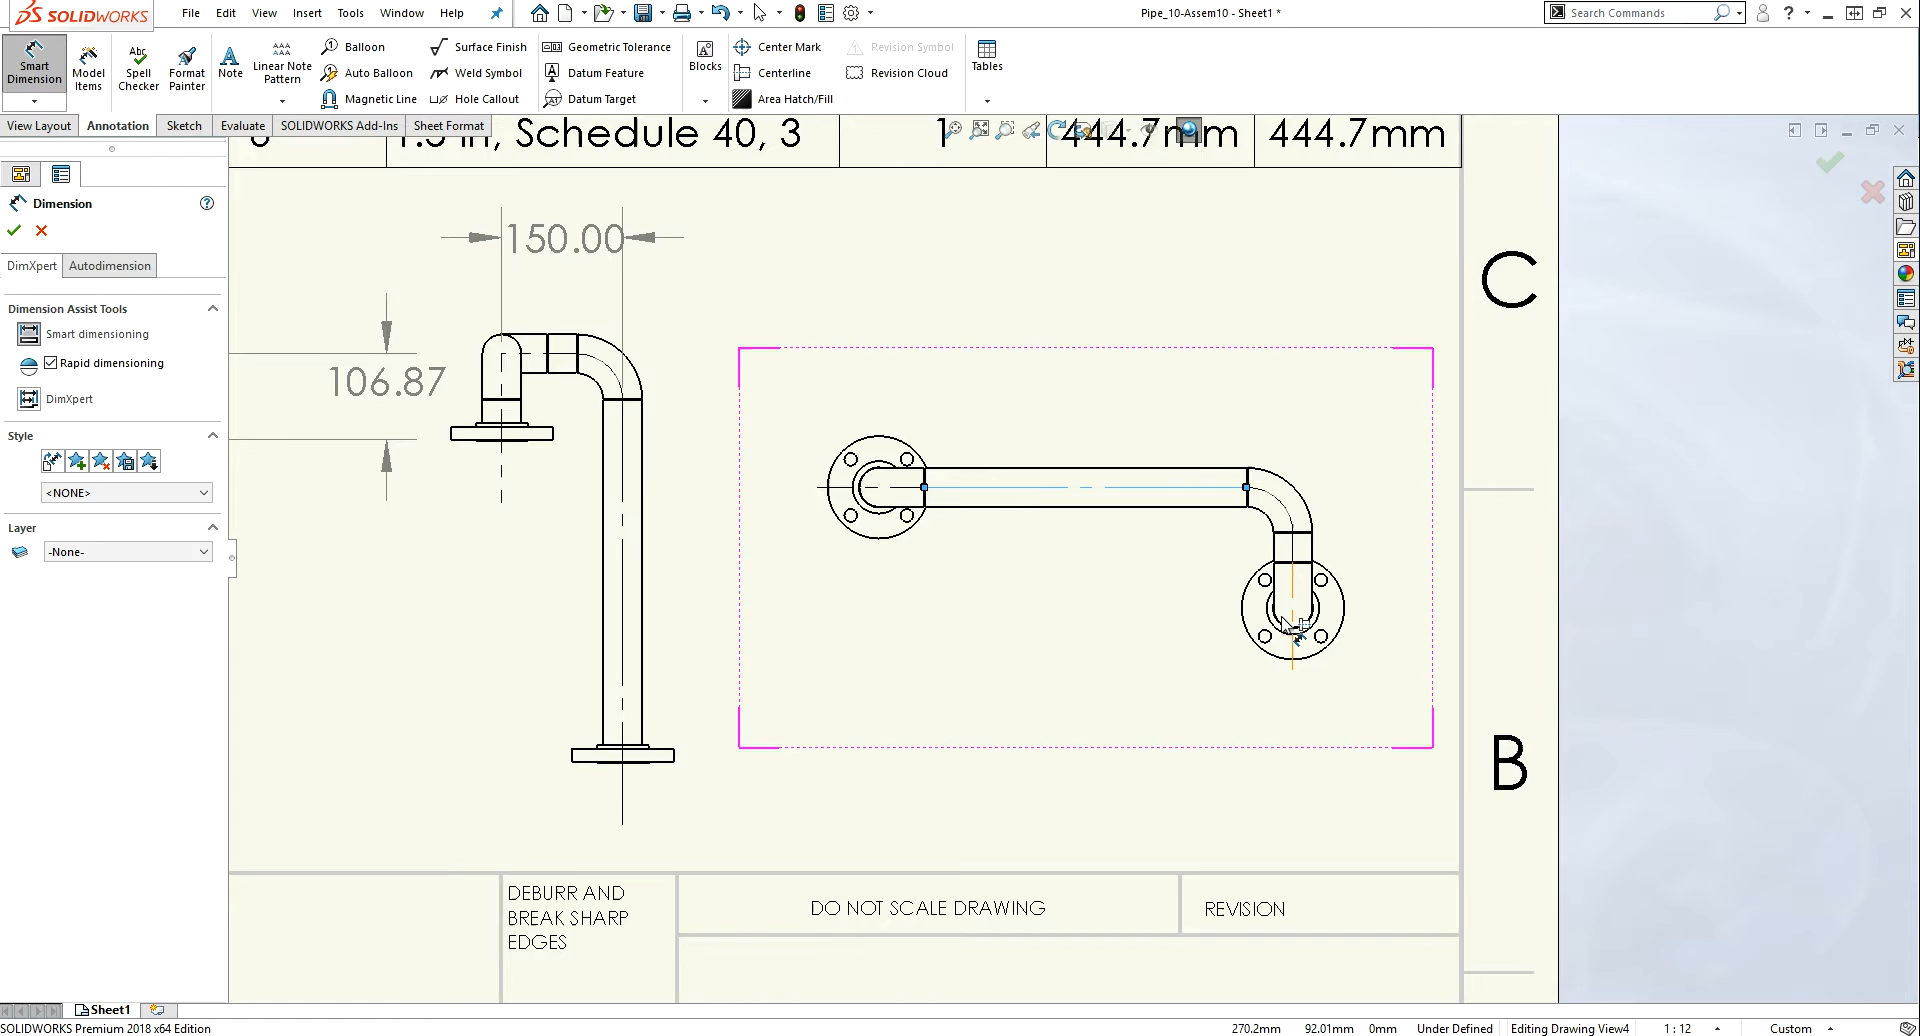 SOLIDWORKS
File Edit View Insert Tools Window Help
Pipe_10-Assem10 - Sheet1 *
Search Commands
Smart Dimension
Model Items
Spell Checker
Format Painter
Note
Linear Note Pattern
Balloon
Auto Balloon
Magnetic Line
Surface Finish
Weld Symbol
Hole Callout
Geometric Tolerance
Datum Feature
Datum Target
Blocks
Center Mark
Centerline
Area Hatch/Fill
Revision Symbol
Revision Cloud
Tables
View Layout Annotation Sketch Evaluate SOLIDWORKS Add-Ins Sheet Format
Dimension
DimXpert Autodimension
Dimension Assist Tools
Smart dimensioning
Rapid dimensioning
DimXpert
Style
<NONE>
Layer
-None-
in, Schedule 40, 3 1 444.7mm 444.7mm
150.00
106.87
C
B
DEBURR AND
BREAK SHARP
EDGES
DO NOT SCALE DRAWING
REVISION
Sheet1
SOLIDWORKS Premium 2018 x64 Edition
270.2mm 92.01mm 0mm Under Defined Editing Drawing View4 1 : 12 Custom